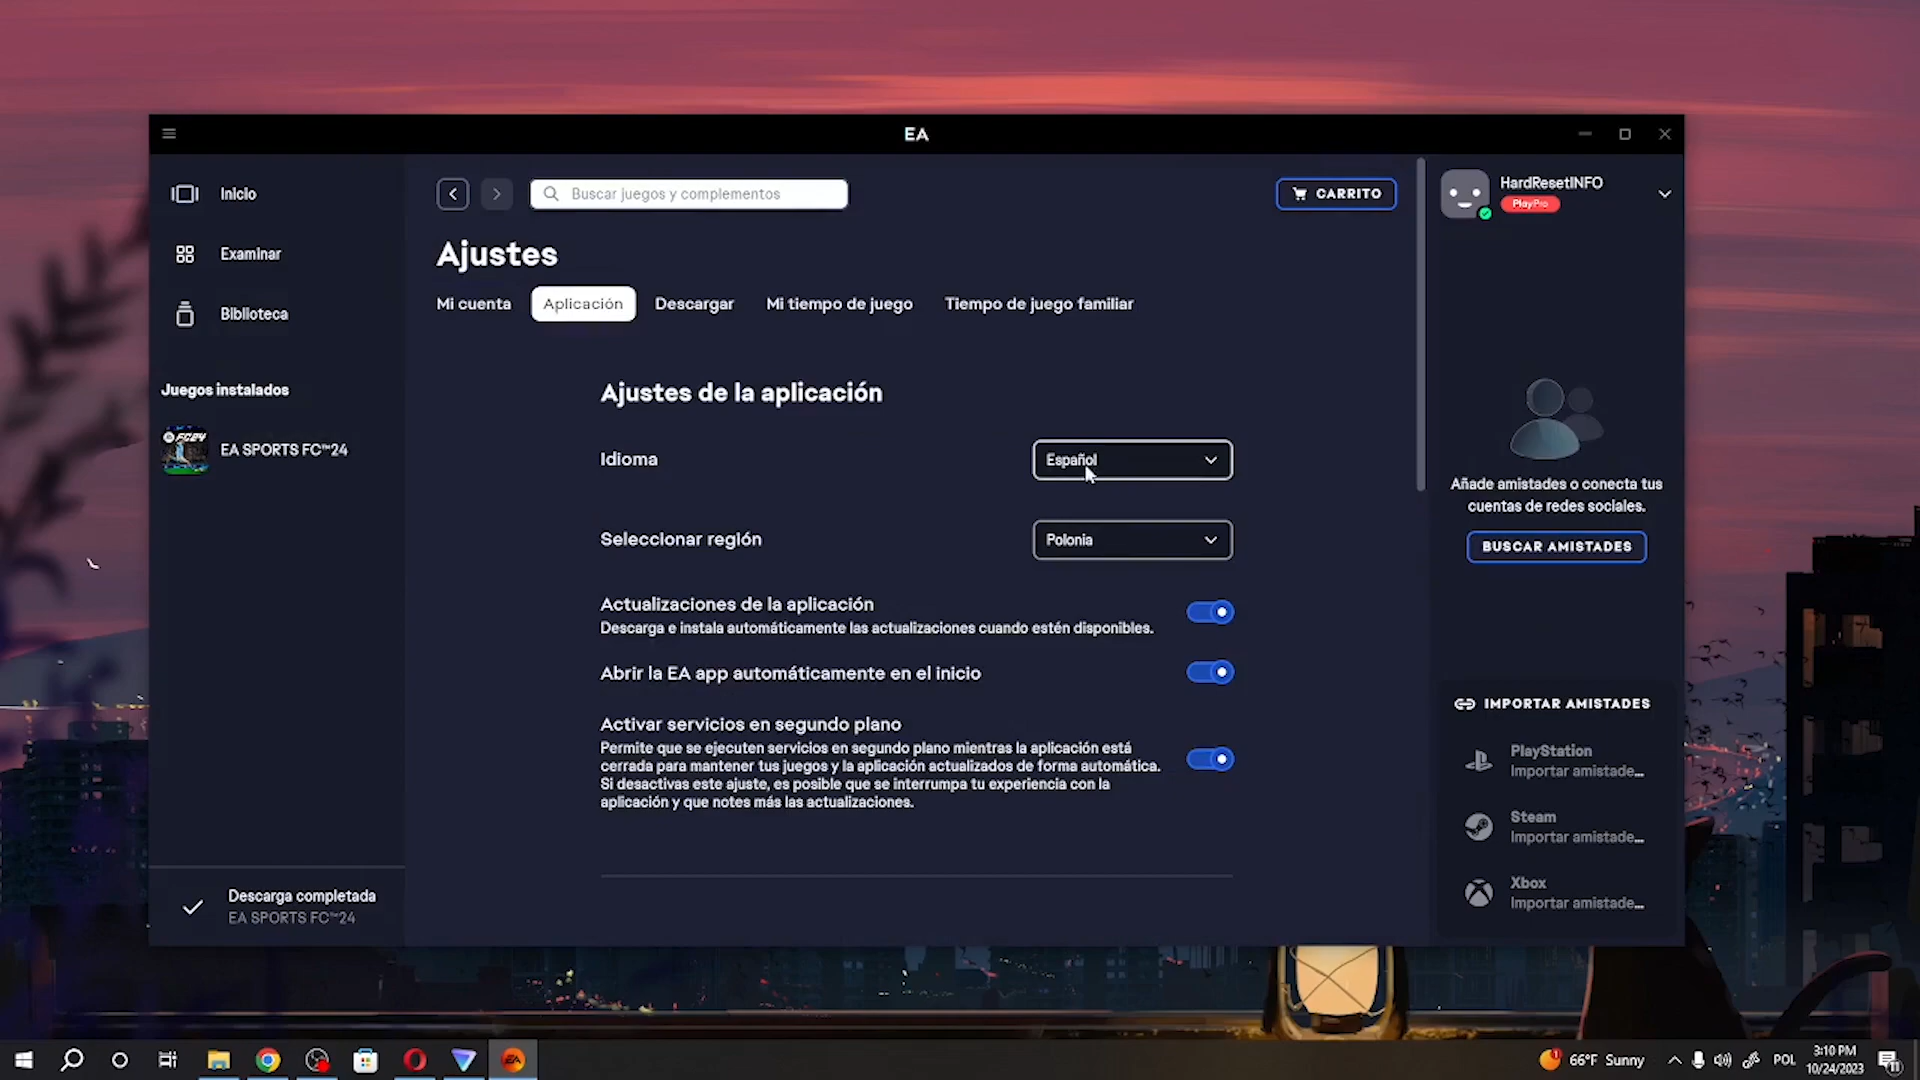 EA
Inicio
Examinar
Biblioteca
Juegos instalados
FC24
EA SPORTS FC™24
Descarga completada
EA SPORTS FC™24
Buscar juegos y complementos
CARRITO
Ajustes
Mi cuenta
Aplicación
Descargar
Mi tiempo de juego
Tiempo de juego familiar
Ajustes de la aplicación
Idioma
Español
Seleccionar región
Polonia
Actualizaciones de la aplicación
Descarga e instala automáticamente las actualizaciones cuando estén disponibles.
Abrir la EA app automáticamente en el inicio
Activar servicios en segundo plano
Permite que se ejecuten servicios en segundo plano mientras la aplicación está
cerrada para mantener tus juegos y la aplicación actualizados de forma automática.
Si desactivas este ajuste, es posible que se interrumpa tu experiencia con la
aplicación y que notes más las actualizaciones.
HardResetINFO
Play Pro
Añade amistades o conecta tus
cuentas de redes sociales.
BUSCAR AMISTADES
IMPORTAR AMISTADES
PlayStation
Importar amistade...
Steam
Importar amistade...
Xbox
Importar amistade...
EA
1
66°F Sunny
POL
3:10 PM
10/24/2023
11